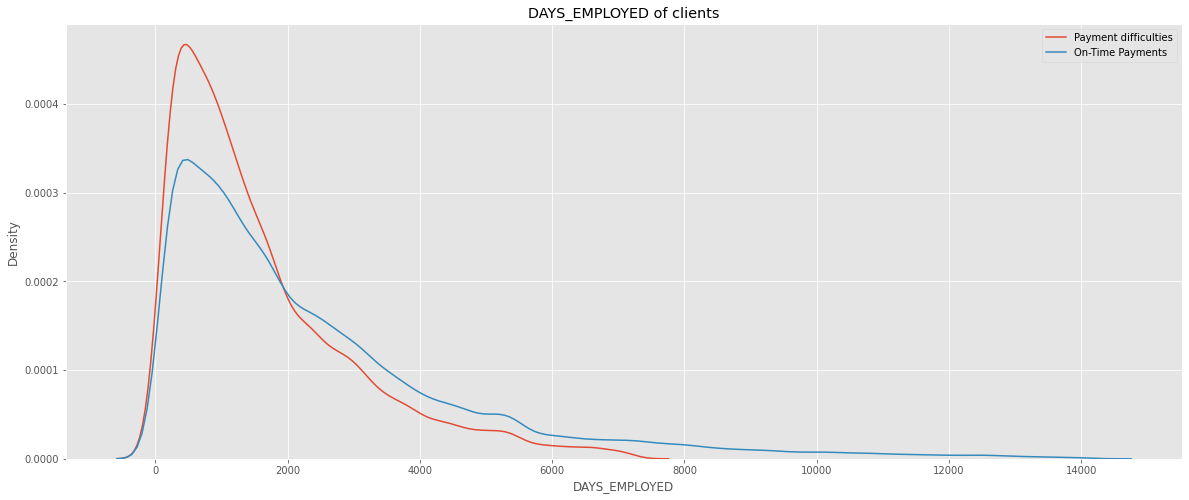 DAYS_EMPLOYED of clients
Payment difficulties
On-Time Payments
0.0004
0.0003
0.0002
0.0001
0.0000
Density
0
2000
4000
6000
8000
10000
12000
14000
DAYS_EMPLOYED